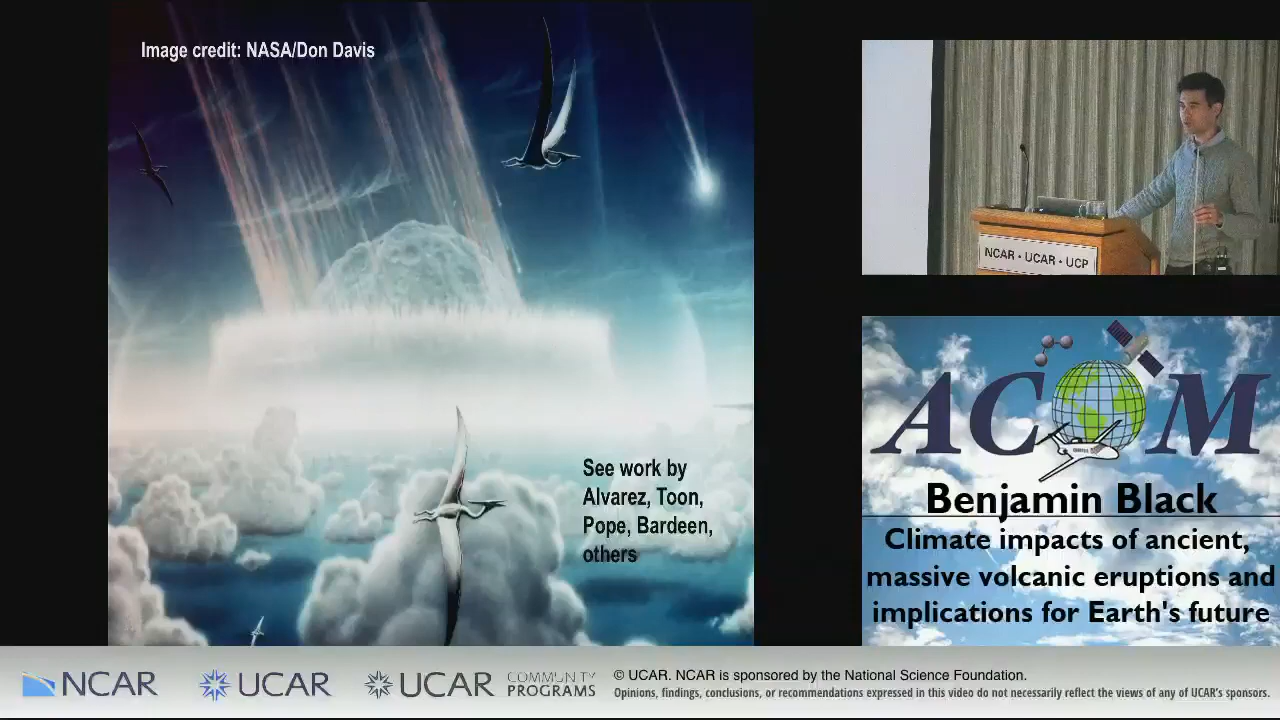 Image credit: NASA/Don Davis
See work by
Alvarez, Toon,
Pope, Bardeen,
others
NCAR • UCAR • UCP
ACOM
Benjamin Black
Climate impacts of ancient,
massive volcanic eruptions and
implications for Earth's future
NCAR
UCAR
UCAR COMMUNITY PROGRAMS
© UCAR. NCAR is sponsored by the National Science Foundation.
Opinions, findings, conclusions, or recommendations expressed in this video do not necessarily reflect the views of any of UCAR's sponsors.